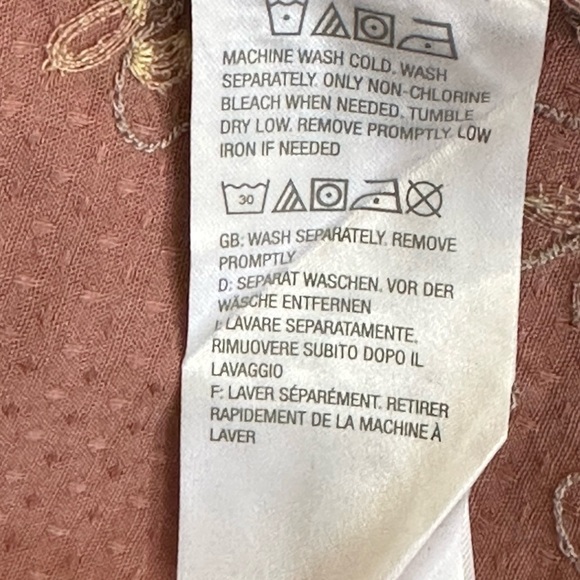 MACHINE WASH COLD. WASH
SEPARATELY. ONLY NON-CHLORINE
BLEACH WHEN NEEDED. TUMBLE
DRY LOW. REMOVE PROMPTLY. LOW
IRON IF NEEDED
30
GB: WASH SEPARATELY. REMOVE
PROMPTLY
D: SEPARAT WASCHEN. VOR DER
WÄSCHE ENTFERNEN
I: LAVARE SEPARATAMENTE.
RIMUOVERE SUBITO DOPO IL
LAVAGGIO
F: LAVER SÉPARÉMENT. RETIRER
RAPIDEMENT DE LA MACHINE À
LAVER